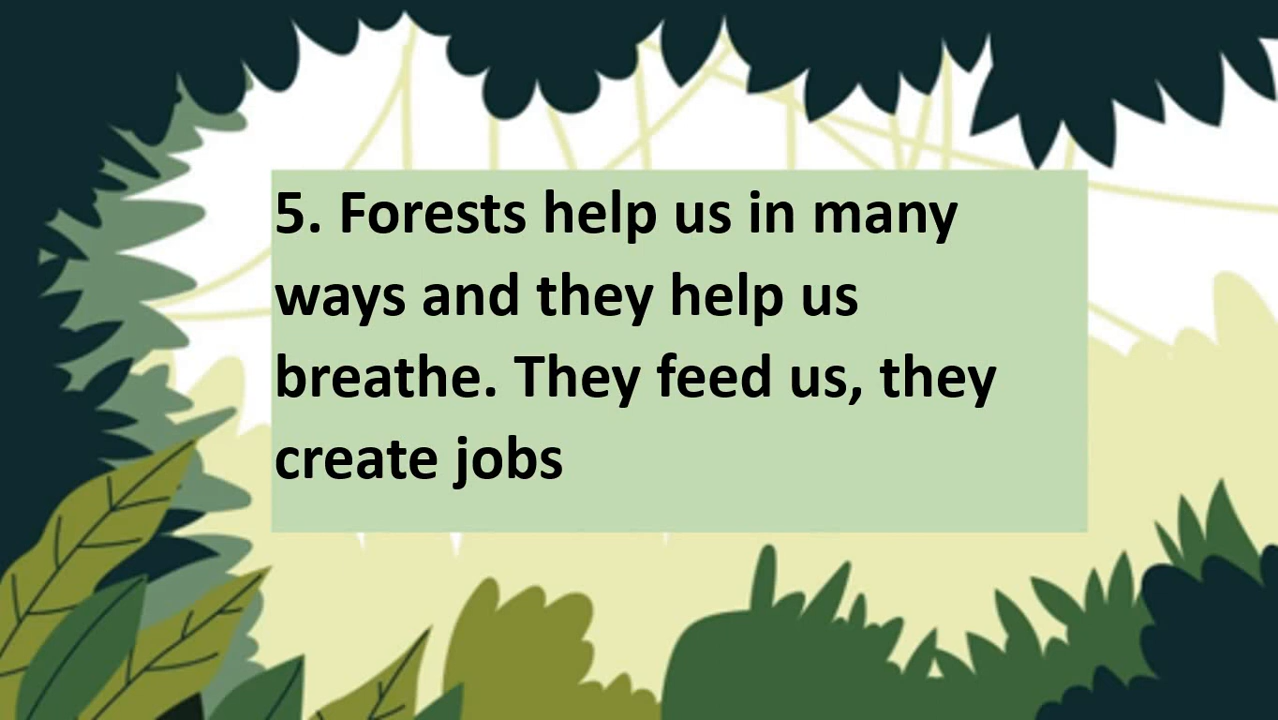 5. Forests help us in many
ways and they help us
breathe. They feed us, they
create jobs